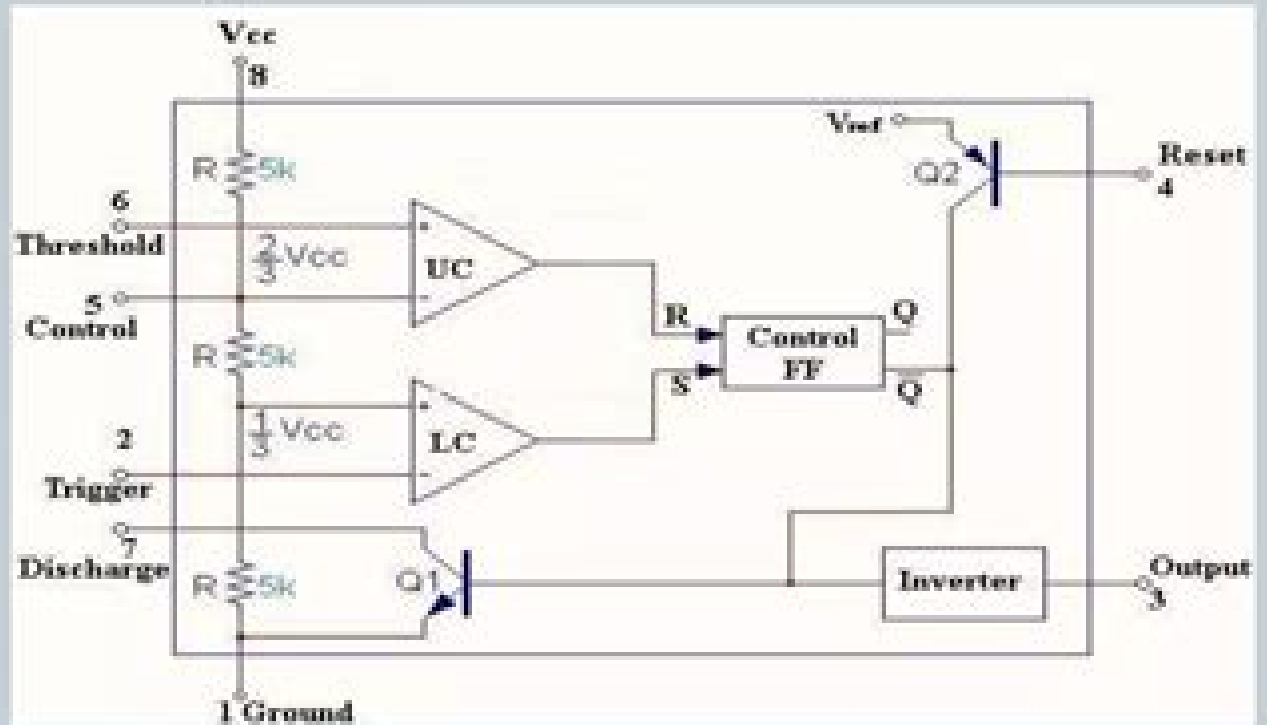 Vcc
8
Vref
Reset
4
Q2
R 5k
6
Threshold
2/3 Vcc
UC
+
-
5
Control
R
S
Control
FF
Q
Q̅
R 5k
1/3 Vcc
LC
+
-
2
Trigger
7
Discharge
R 5k
Q1
Inverter
Output
3
1 Ground